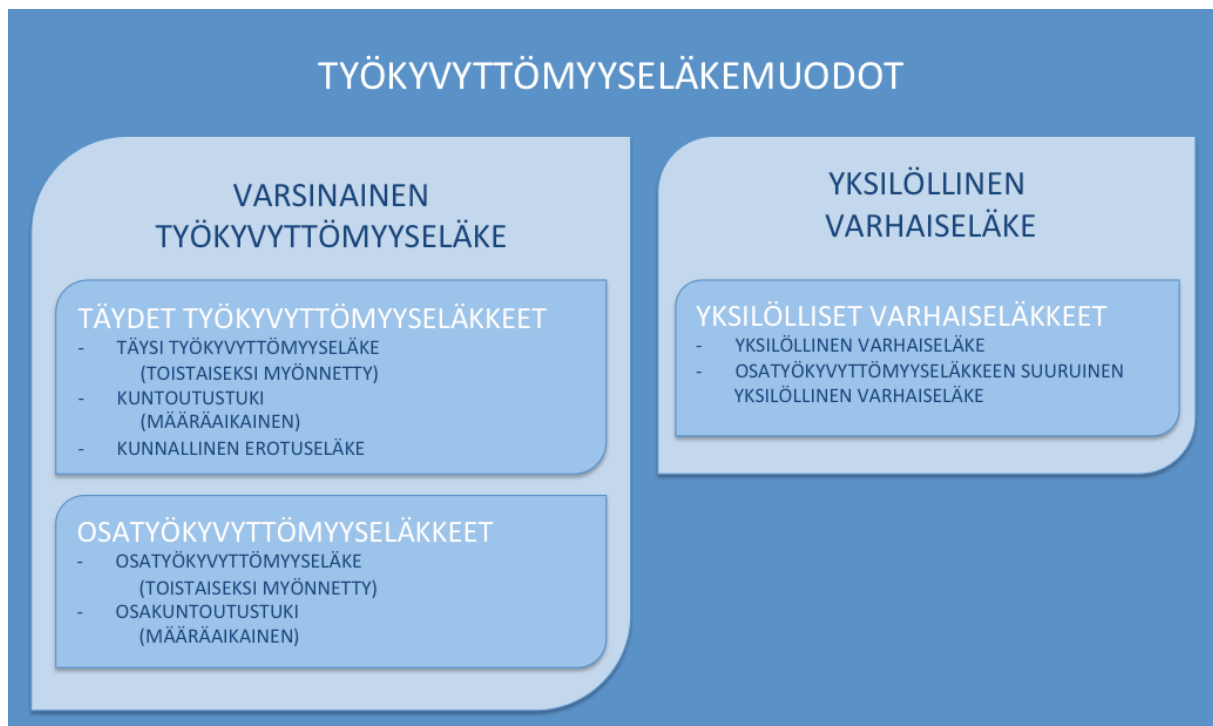 TYÖKYVYTTÖMYYSELÄKEMUODOT
VARSINAINEN
TYÖKYVYTTÖMYYSELÄKE
TÄYDET TYÖKYVYTTÖMYYSELÄKKEET
- TÄYSI TYÖKYVYTTÖMYYSELÄKE
(TOISTAISEKSI MYÖNNETTY)
- KUNTOUTUSTUKI
(MÄÄRÄAIKAINEN)
- KUNNALLINEN EROTUSELÄKE
OSATYÖKYVYTTÖMYYSELÄKKEET
- OSATYÖKYVYTTÖMYYSELÄKE
(TOISTAISEKSI MYÖNNETTY)
- OSAKUNTOUTUSTUKI
(MÄÄRÄAIKAINEN)
YKSILÖLLINEN
VARHAISELÄKE
YKSILÖLLISET VARHAISELÄKKEET
- YKSILÖLLINEN VARHAISELÄKE
- OSATYÖKYVYTTÖMYYSELÄKKEEN SUURUINEN
YKSILÖLLINEN VARHAISELÄKE